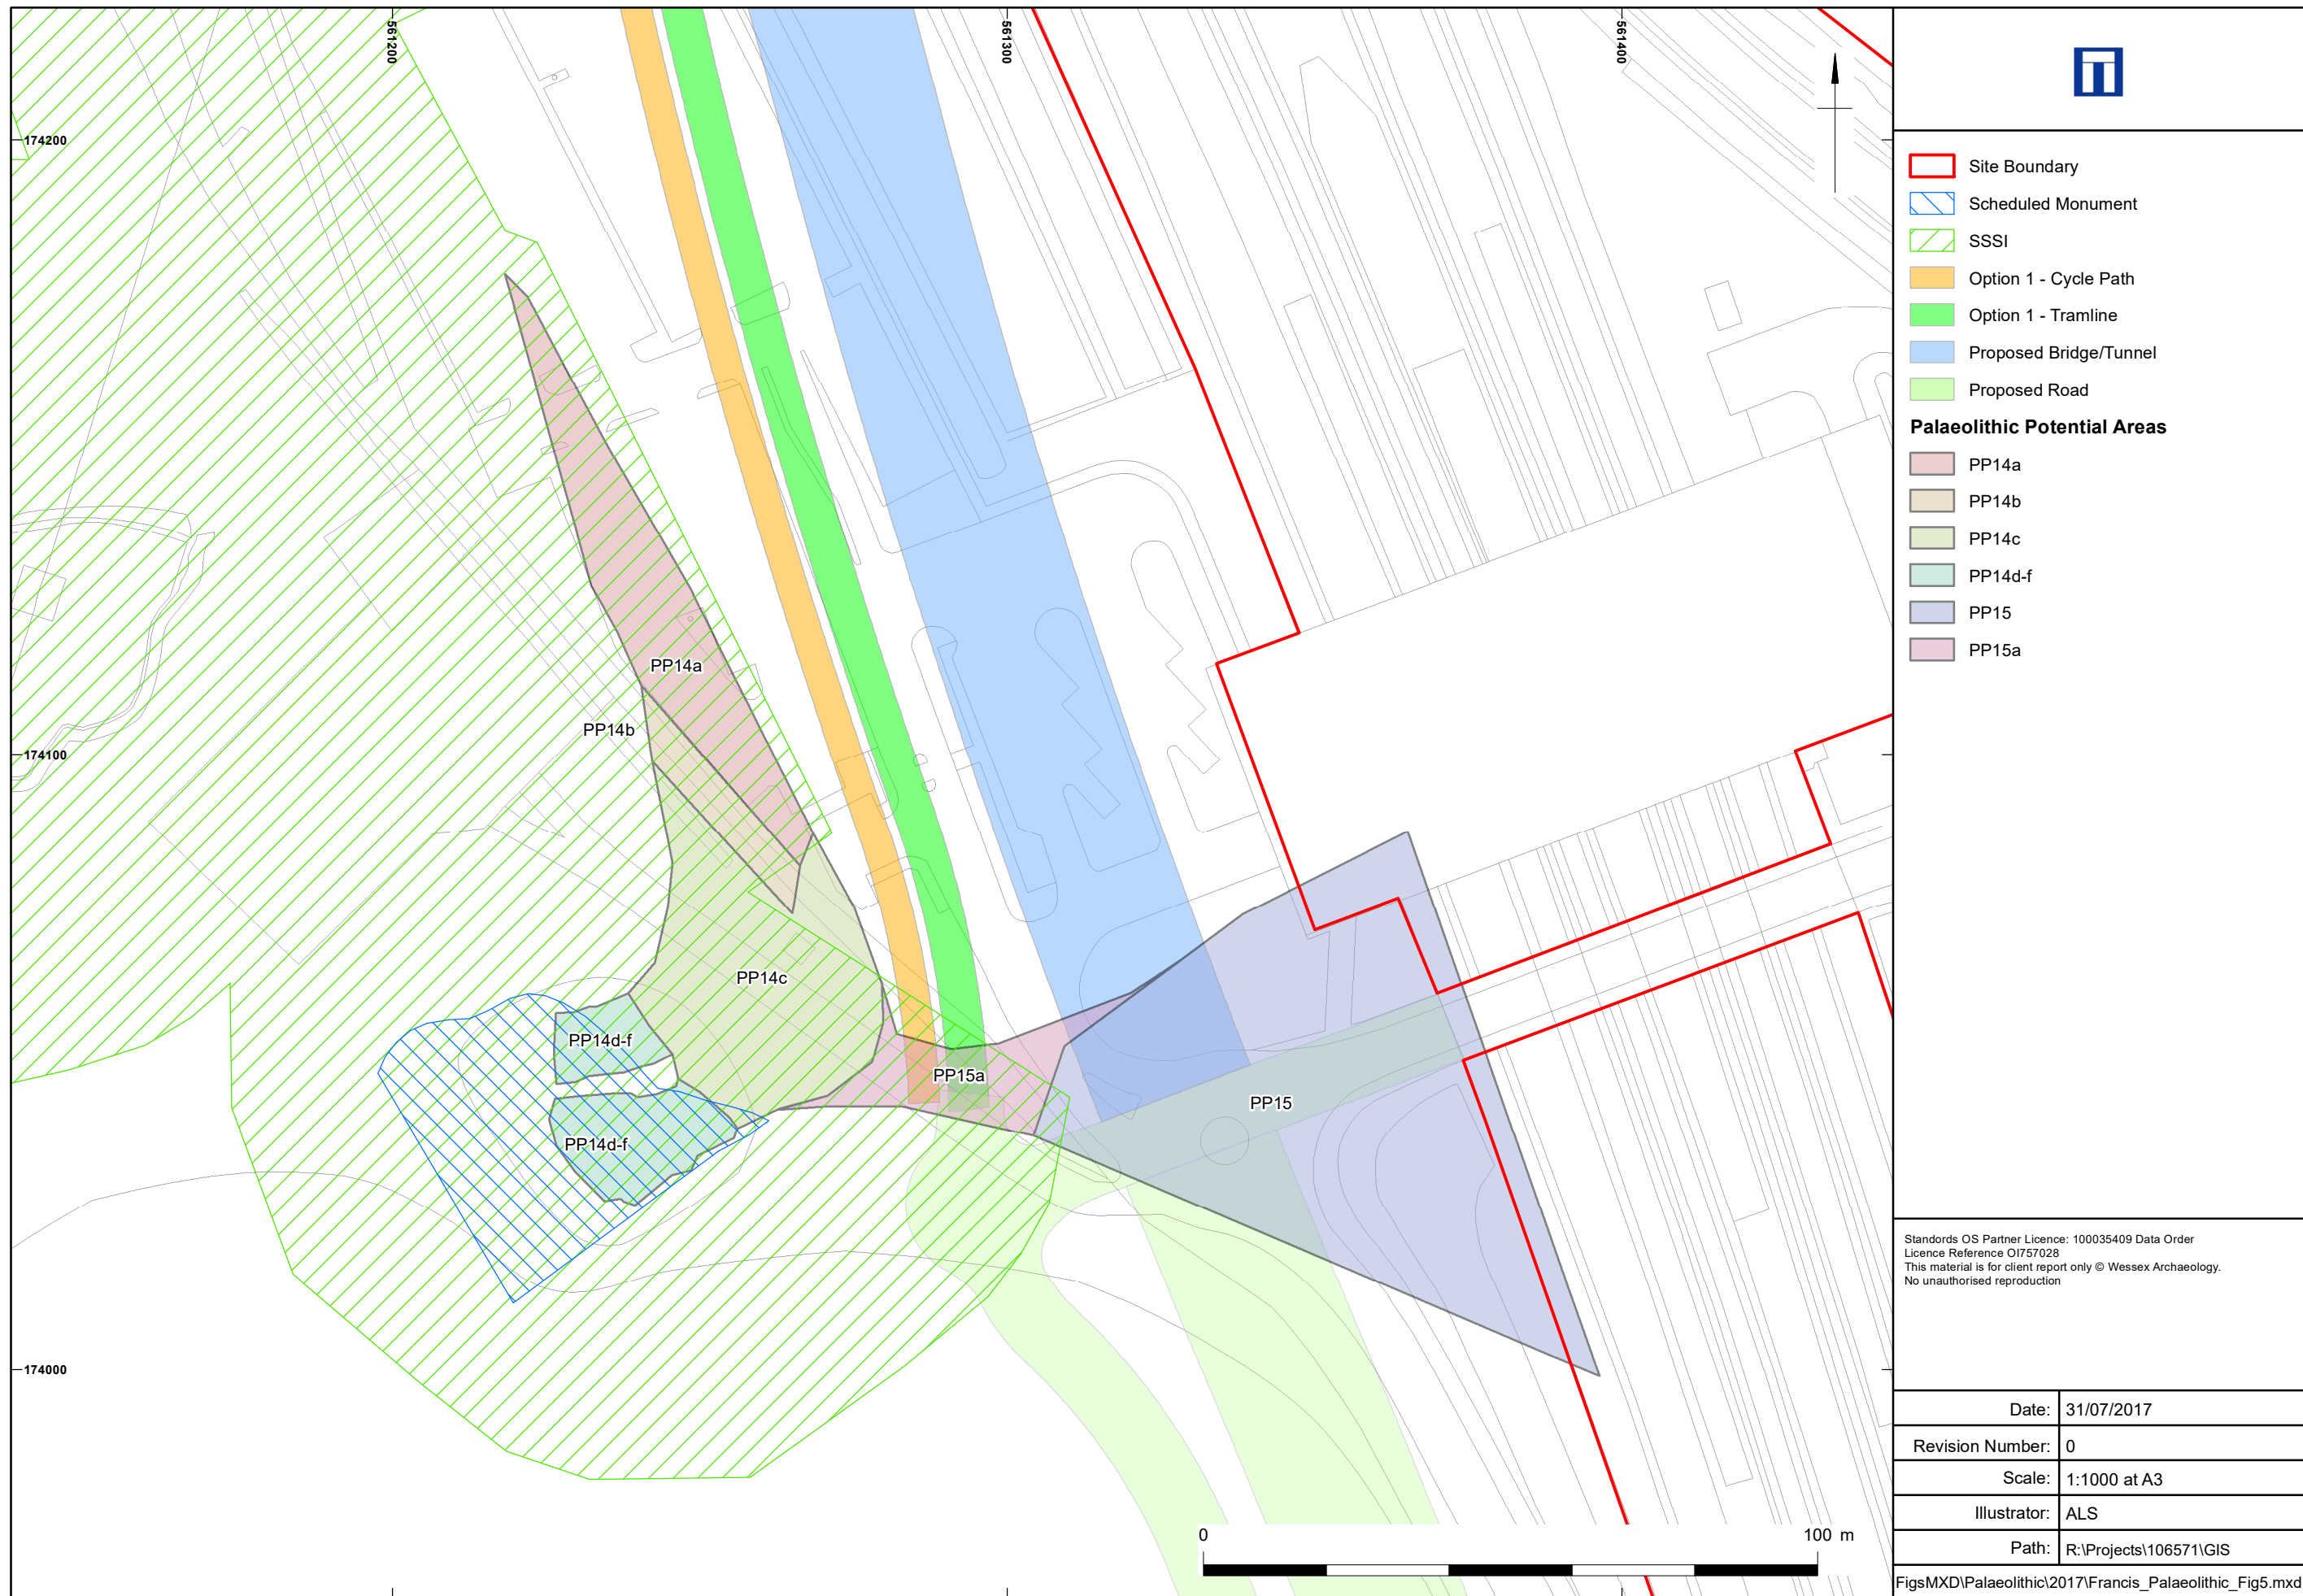 561200
561300
561400
174200
174100
174000
PP14a
PP14b
PP14c
PP14d-f
PP14d-f
PP15a
PP15
0
100 m
Site Boundary
Scheduled Monument
SSSI
Option 1 - Cycle Path
Option 1 - Tramline
Proposed Bridge/Tunnel
Proposed Road
Palaeolithic Potential Areas
PP14a
PP14b
PP14c
PP14d-f
PP15
PP15a
Standords OS Partner Licence: 100035409 Data Order
Licence Reference OI757028
This material is for client report only © Wessex Archaeology.
No unauthorised reproduction
Date: 31/07/2017
Revision Number: 0
Scale: 1:1000 at A3
Illustrator: ALS
Path: R:\Projects\106571\GIS
FigsMXD\Palaeolithic\2017\Francis_Palaeolithic_Fig5.mxd